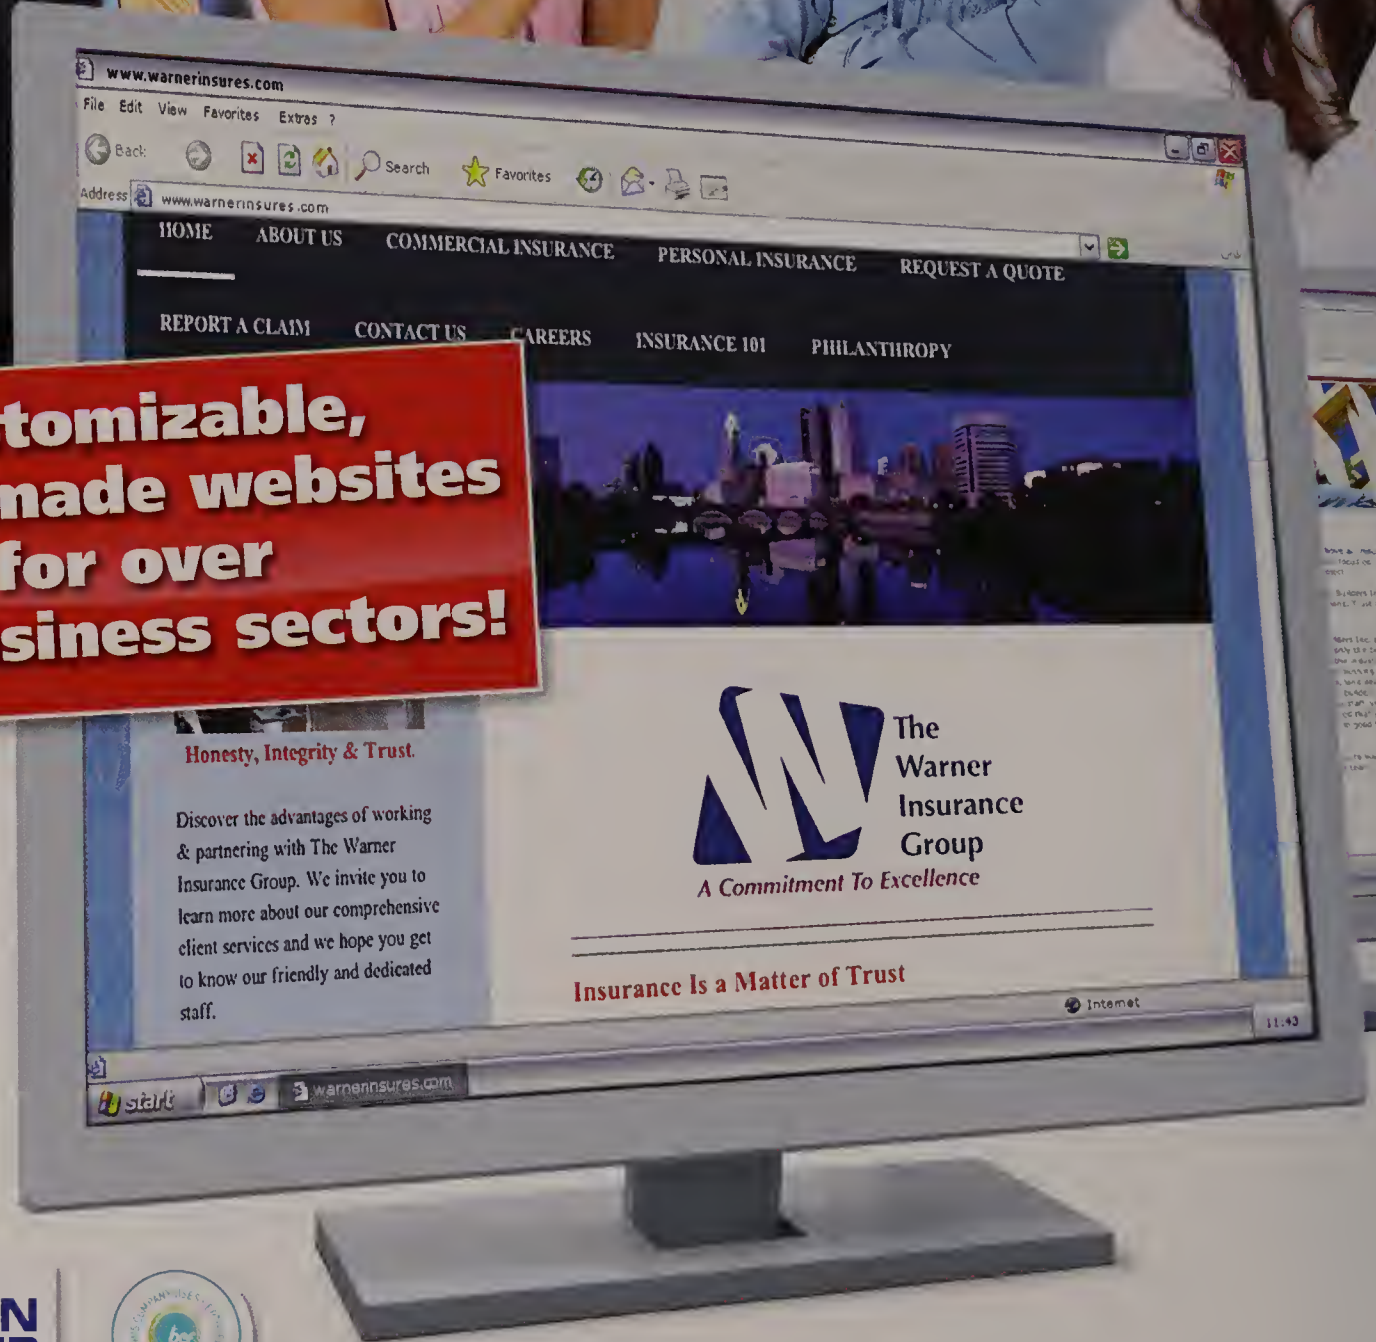 www.warnerinsures.com
File Edit View Favorites Extras ?
Back Search Favorites
Address www.warnerinsures.com
HOME ABOUT US COMMERCIAL INSURANCE PERSONAL INSURANCE REQUEST A QUOTE
REPORT A CLAIM CONTACT US CAREERS INSURANCE 101 PHILANTHROPY
tomizable,
made websites
for over
siness sectors!
Honesty, Integrity & Trust.
Discover the advantages of working
& partnering with The Warner
Insurance Group. We invite you to
learn more about our comprehensive
client services and we hope you get
to know our friendly and dedicated
staff.
The
Warner
Insurance
Group
A Commitment To Excellence
Insurance Is a Matter of Trust
Internet
11:43
start warnerinsures.com
N